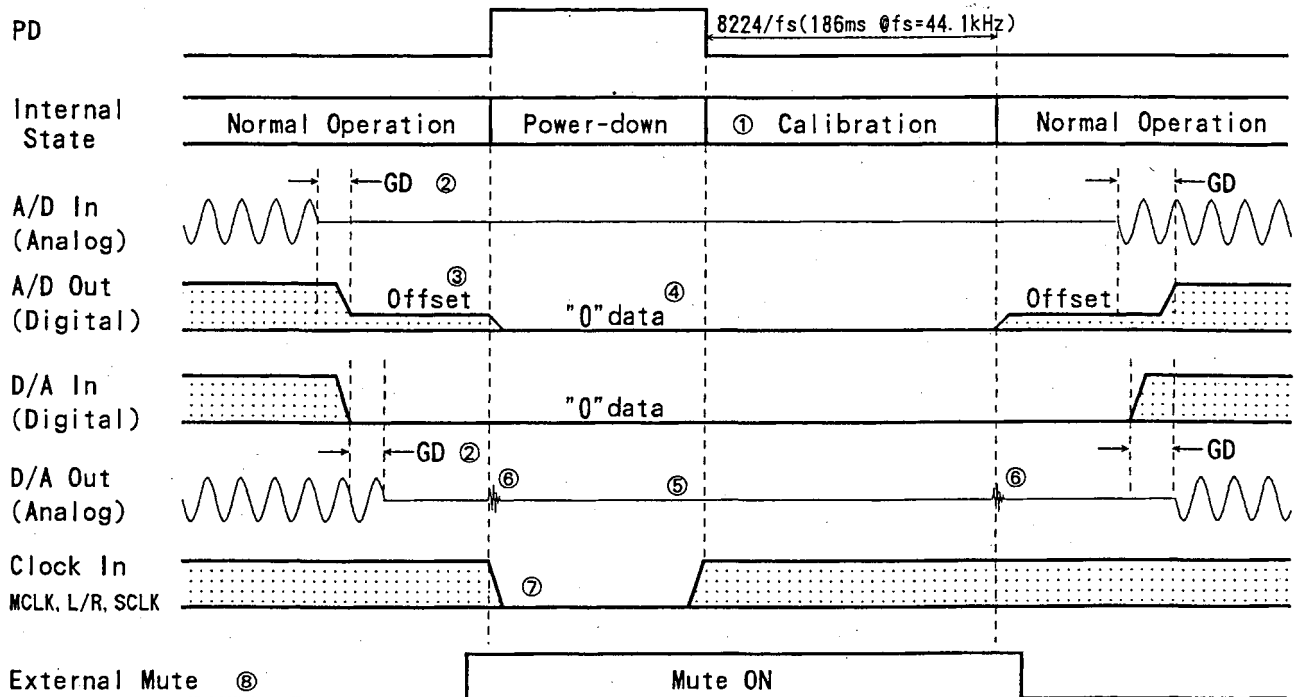 PD
8224/fs(186ms @fs=44.1kHz)
Internal
State
Normal Operation
Power-down
① Calibration
Normal Operation
GD ②
GD
A/D In
(Analog)
A/D Out
(Digital)
③
Offset
④
"0"data
Offset
D/A In
(Digital)
"0"data
GD ②
GD
D/A Out
(Analog)
⑥
⑤
⑥
Clock In
MCLK, L/R, SCLK
⑦
External Mute ⑧
Mute ON